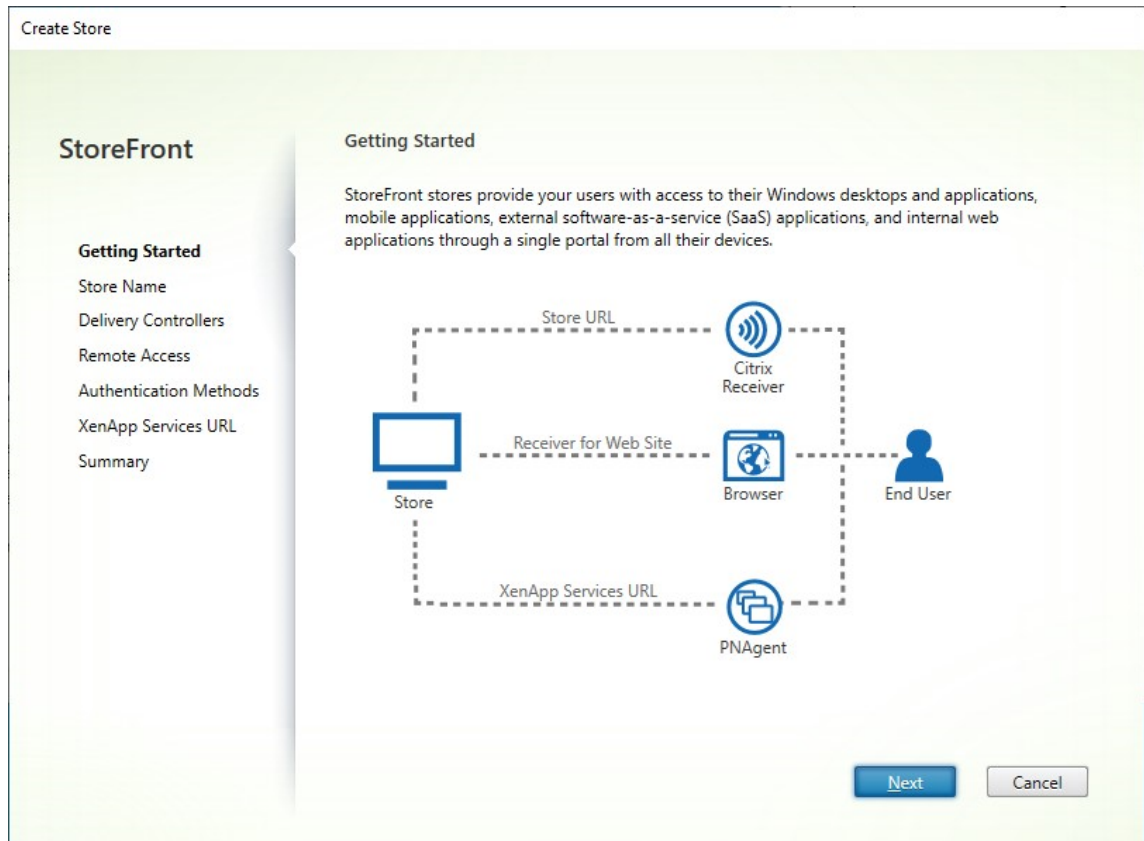 Create Store
StoreFront
Getting Started
Store Name
Delivery Controllers
Remote Access
Authentication Methods
XenApp Services URL
Summary
Getting Started
StoreFront stores provide your users with access to their Windows desktops and applications,
mobile applications, external software-as-a-service (SaaS) applications, and internal web
applications through a single portal from all their devices.
Store URL
Citrix
Receiver
Receiver for Web Site
Store
Browser
End User
XenApp Services URL
PNAgent
Next
Cancel